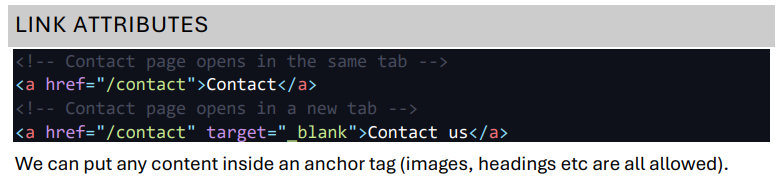 LINK ATTRIBUTES
<!-- Contact page opens in the same tab -->
<a href="/contact">Contact</a>
<!-- Contact page opens in a new tab -->
<a href="/contact" target="_blank">Contact us</a>
We can put any content inside an anchor tag (images, headings etc are all allowed).